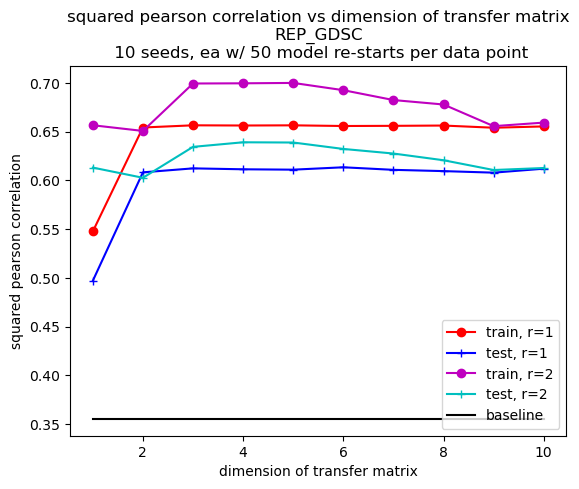 squared pearson correlation vs dimension of transfer matrix
REP_GDSC
10 seeds, ea w/ 50 model re-starts per data point
squared pearson correlation
0.70
0.65
0.60
0.55
0.50
0.45
0.40
0.35
train, r=1
test, r=1
train, r=2
test, r=2
baseline
2 4 6 8 10
dimension of transfer matrix